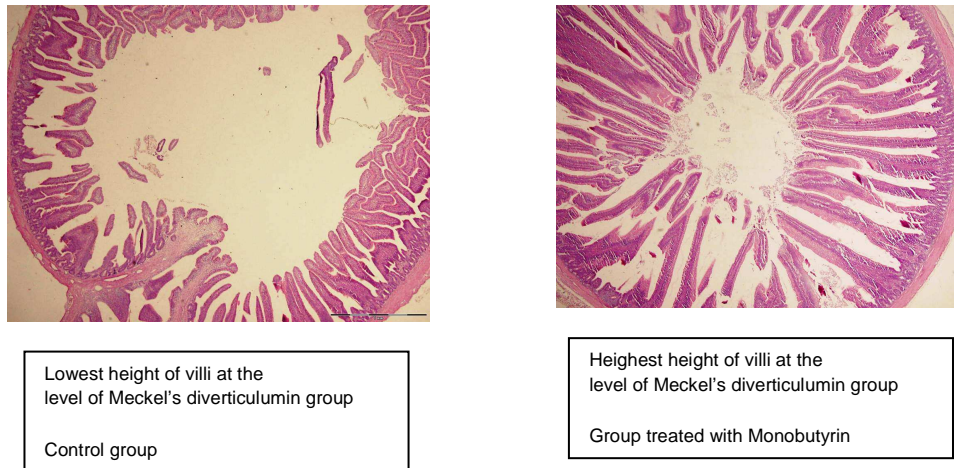 Lowest height of villi at the
level of Meckel's diverticulumin group
Control group
Heighest height of villi at the
level of Meckel's diverticulumin group
Group treated with Monobutyrin